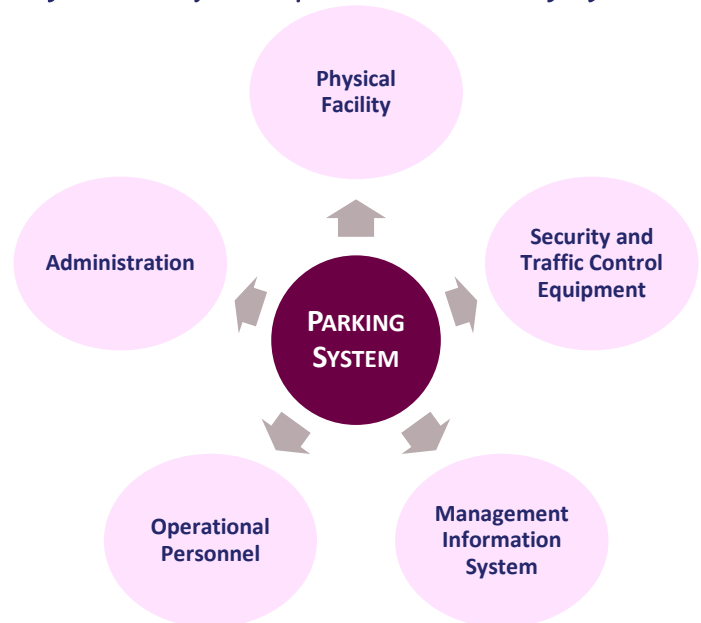 Physical
Facility
Security and
Traffic Control
Equipment
Administration
PARKING
SYSTEM
Management
Information
System
Operational
Personnel